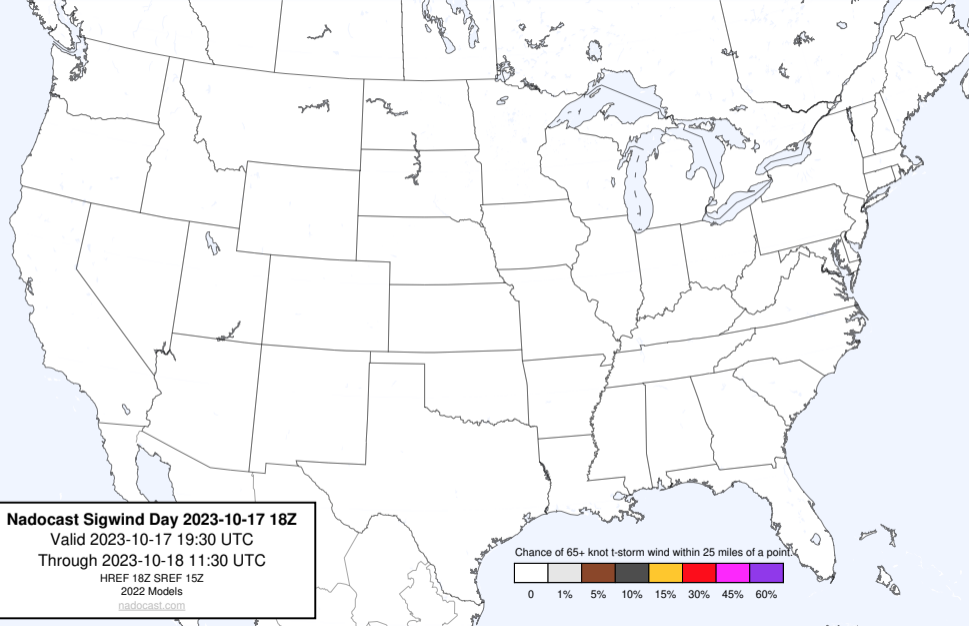 Nadocast Sigwind Day 2023-10-17 18Z
Valid 2023-10-17 19:30 UTC
Through 2023-10-18 11:30 UTC
HREF 18Z SREF 15Z
2022 Models
nadocast.com
Chance of 65+ knot t-storm wind within 25 miles of a point.
0 1% 5% 10% 15% 30% 45% 60%